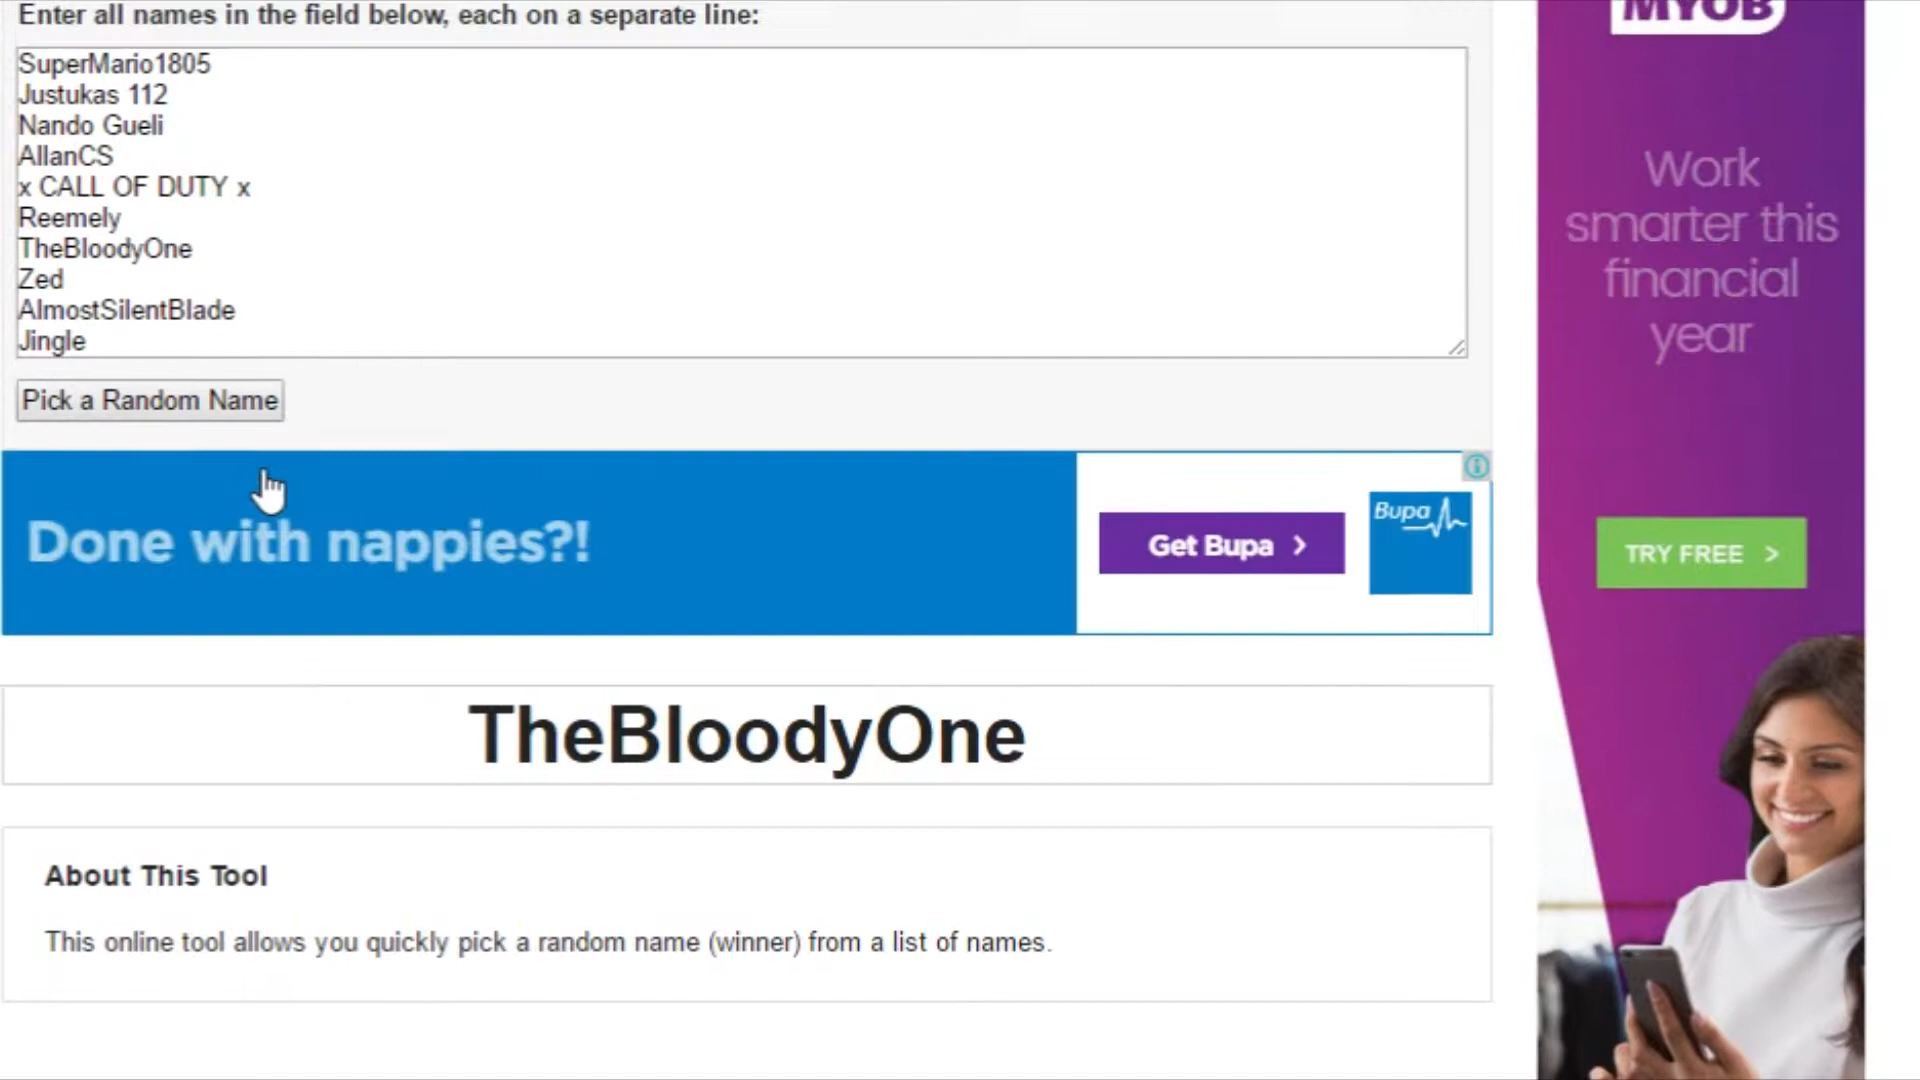 Enter all names in the field below, each on a separate line:
SuperMario1805
Justukas 112
Nando Gueli
AllanCS
x CALL OF DUTY x
Reemely
TheBloodyOne
Zed
AlmostSilentBlade
Jingle
Pick a Random Name
Done with nappies?!
Get Bupa >
Bupa
TheBloodyOne
About This Tool
This online tool allows you quickly pick a random name (winner) from a list of names.
MYOB
Work
smarter this
financial
year
TRY FREE >